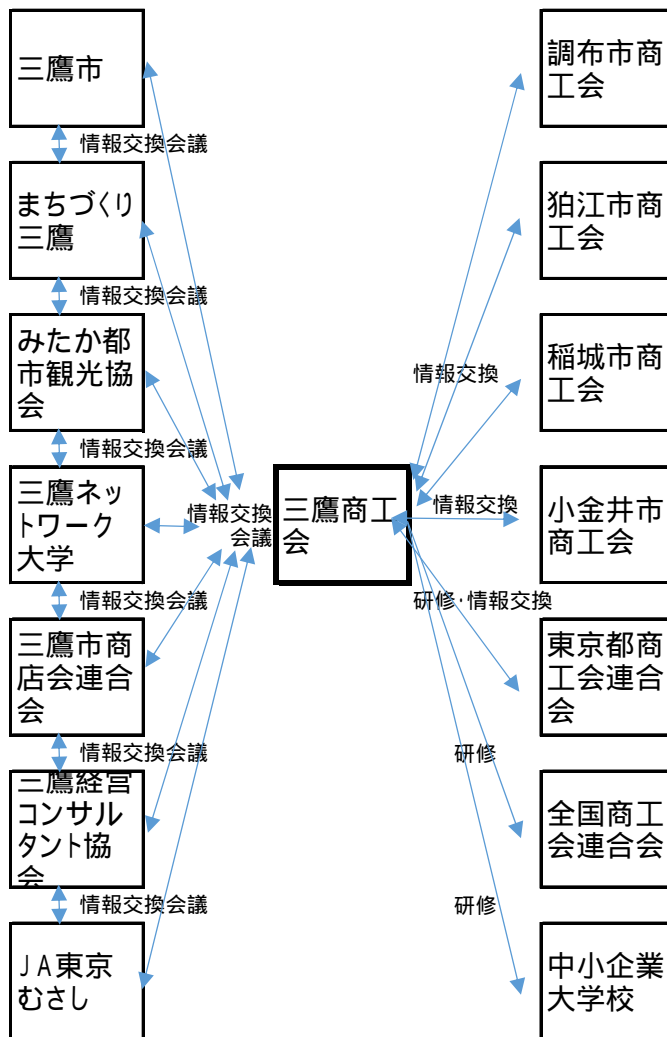 三鷹市
情報交換会議
まちづくり
三鷹
情報交換会議
みたか都
市観光協
会
情報交換会議
三鷹ネッ
トワーク
大学
情報交換会議
三鷹市商
店会連合
会
情報交換会議
三鷹経営
コンサル
タント協
会
情報交換会議
JA東京
むさし
情報交換
会議
三鷹商工
会
情報交換
情報交換
研修・情報交換
研修
研修
調布市商
工会
狛江市商
工会
稲城市商
工会
小金井市
商工会
東京都商
工会連合
会
全国商工
会連合会
中小企業
大学校